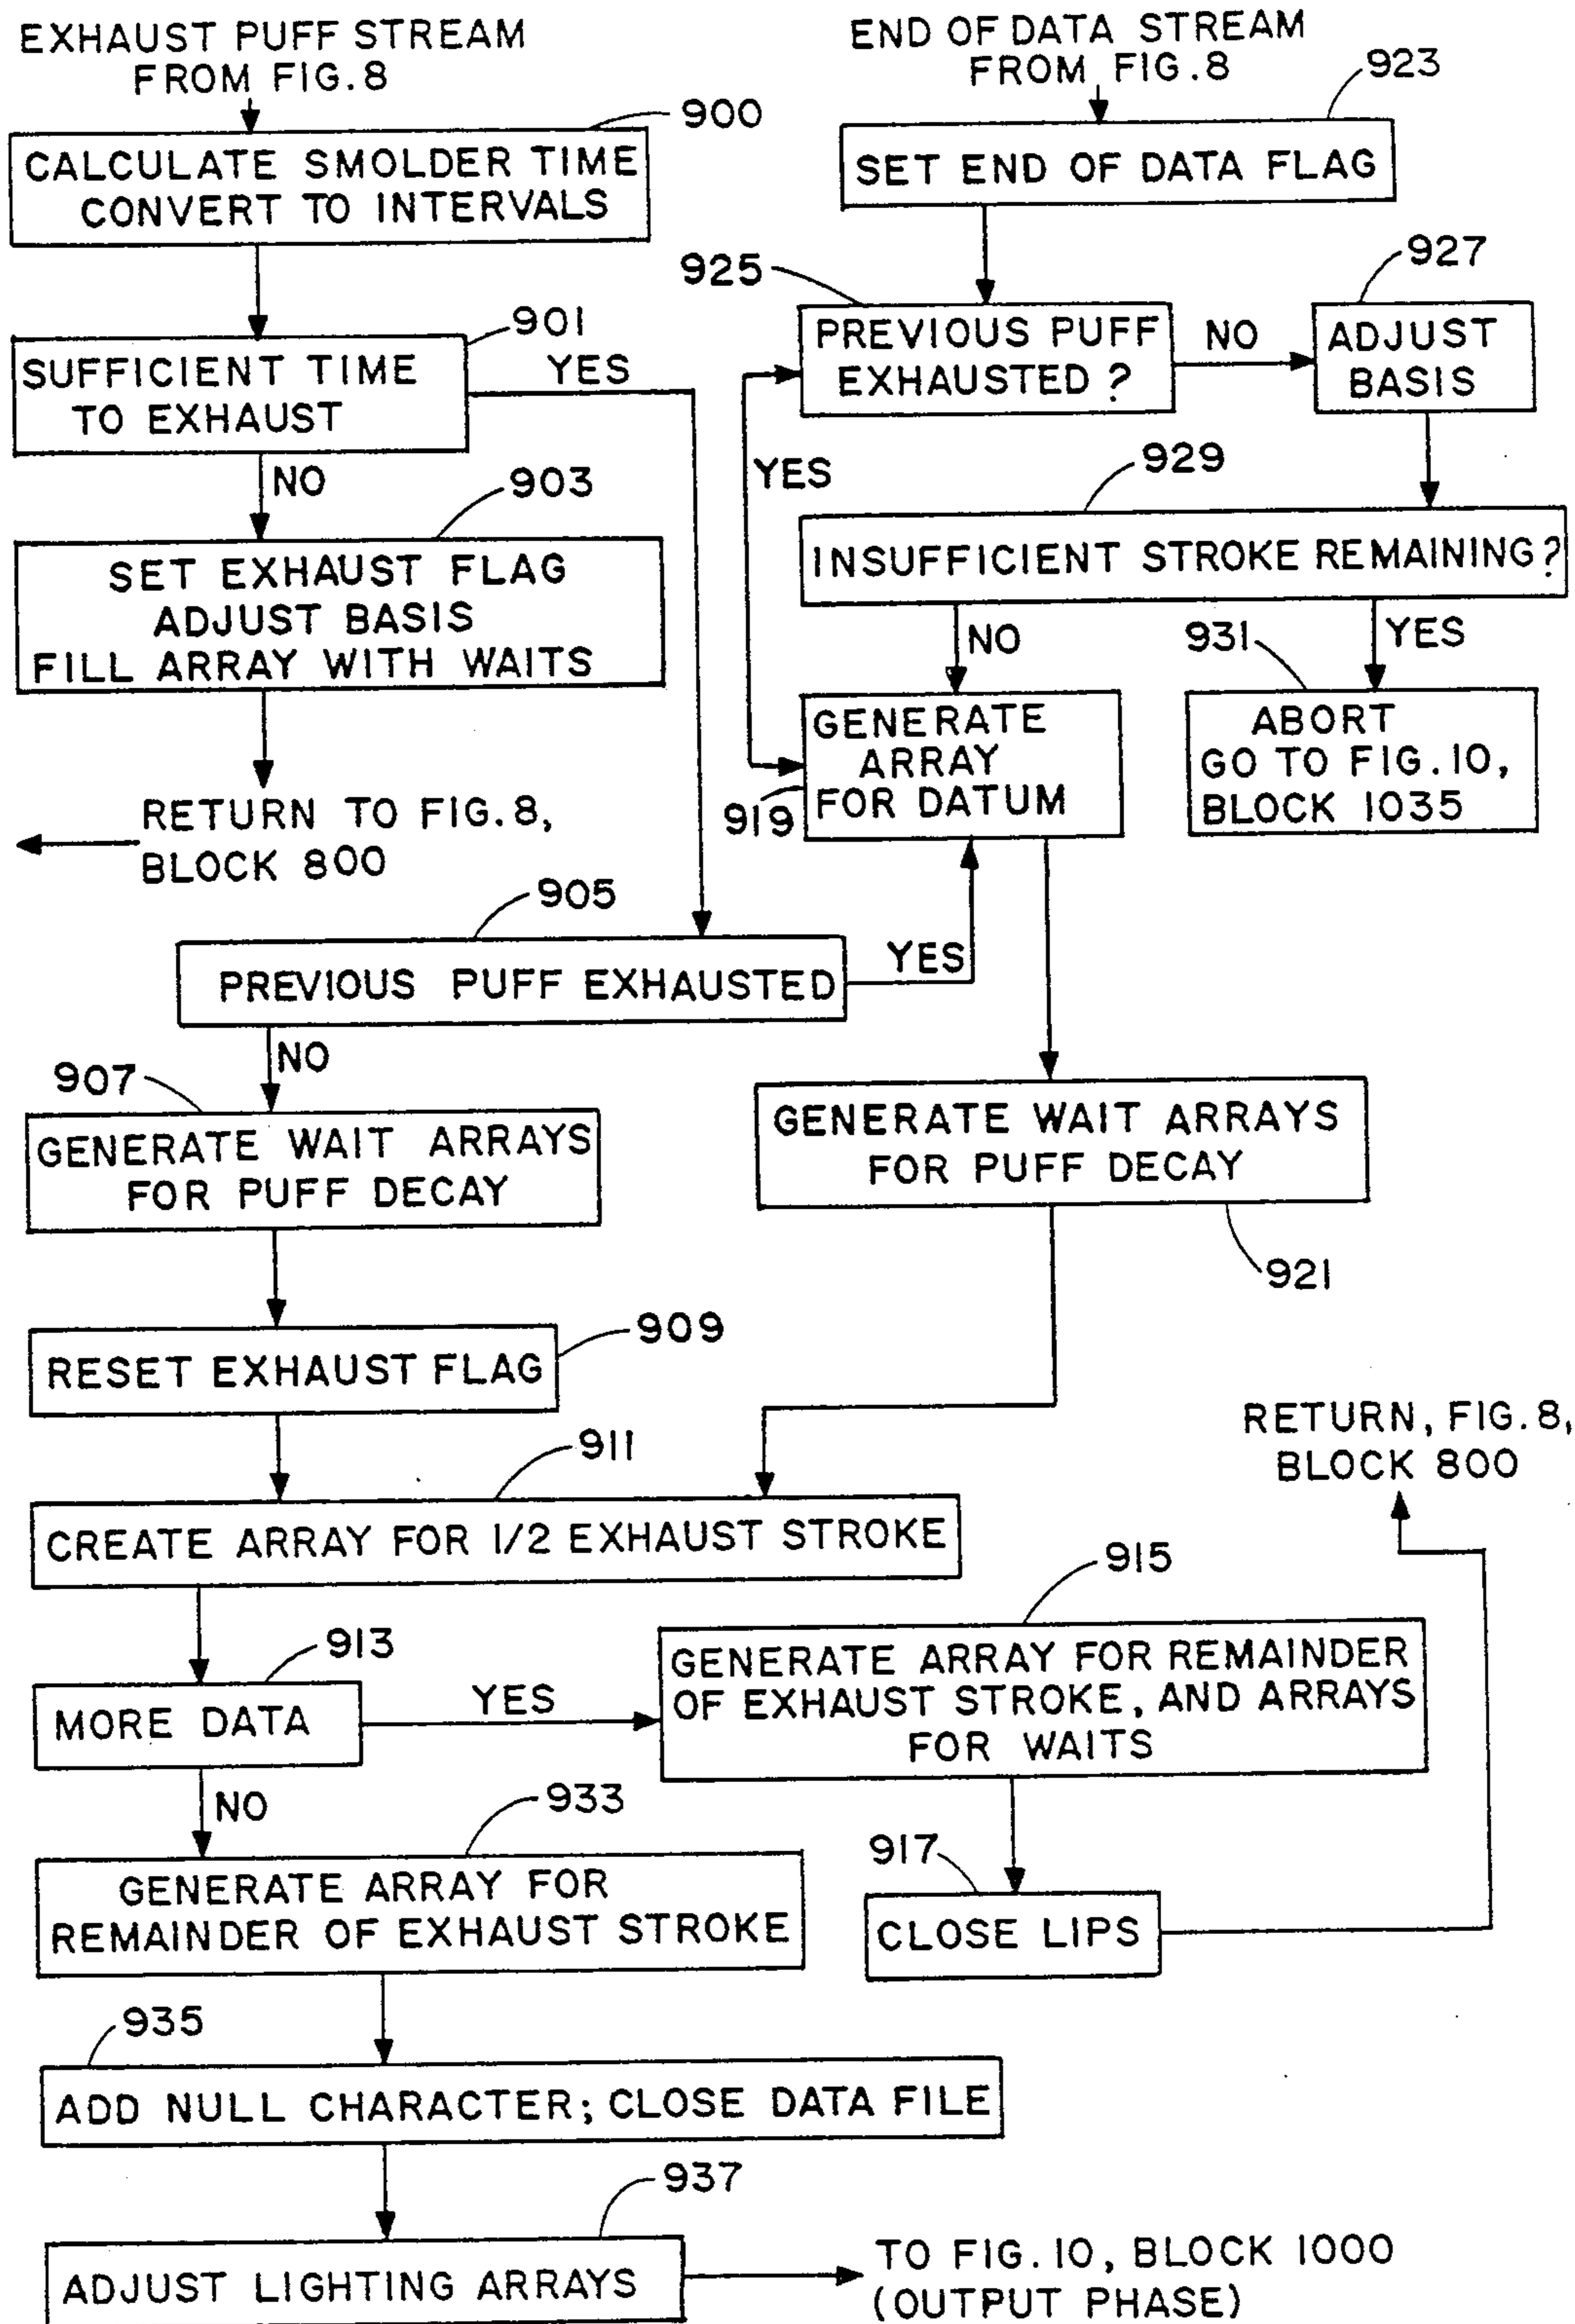 EXHAUST PUFF STREAM
FROM FIG. 8
END OF DATA STREAM
FROM FIG. 8
923
900
CALCULATE SMOLDER TIME
CONVERT TO INTERVALS
SET END OF DATA FLAG
925
927
901
SUFFICIENT TIME
TO EXHAUST
YES
PREVIOUS PUFF
EXHAUSTED ?
NO
ADJUST
BASIS
NO
903
YES
929
SET EXHAUST FLAG
ADJUST BASIS
FILL ARRAY WITH WAITS
INSUFFICIENT STROKE REMAINING ?
NO
931
YES
GENERATE
ARRAY
FOR DATUM
919
ABORT
GO TO FIG. 10,
BLOCK 1035
RETURN TO FIG. 8,
BLOCK 800
905
PREVIOUS PUFF EXHAUSTED
YES
NO
907
GENERATE WAIT ARRAYS
FOR PUFF DECAY
GENERATE WAIT ARRAYS
FOR PUFF DECAY
921
909
RESET EXHAUST FLAG
RETURN, FIG. 8,
BLOCK 800
911
CREATE ARRAY FOR 1/2 EXHAUST STROKE
915
913
MORE DATA
YES
GENERATE ARRAY FOR REMAINDER
OF EXHAUST STROKE, AND ARRAYS
FOR WAITS
NO
933
917
GENERATE ARRAY FOR
REMAINDER OF EXHAUST STROKE
CLOSE LIPS
935
ADD NULL CHARACTER; CLOSE DATA FILE
937
ADJUST LIGHTING ARRAYS
TO FIG. 10, BLOCK 1000
(OUTPUT PHASE)